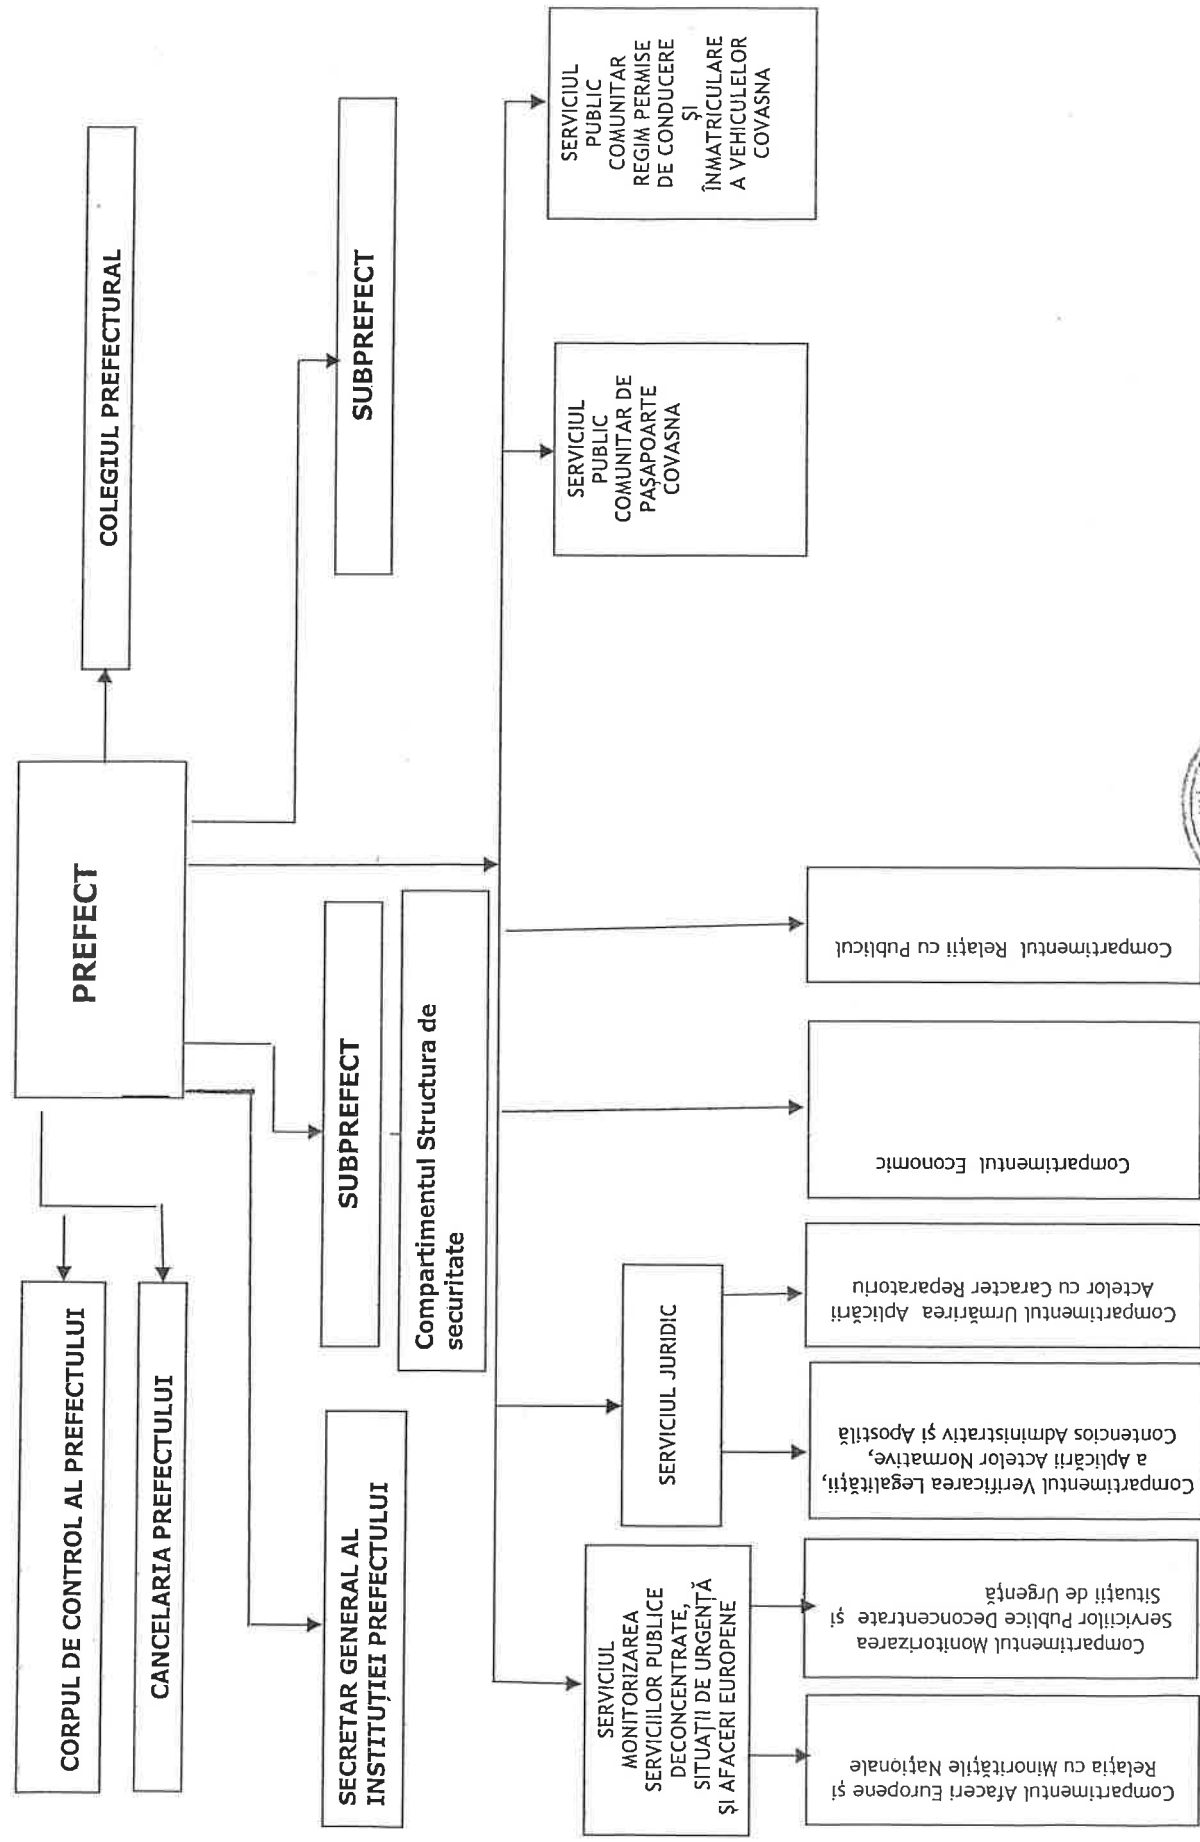 PREFECT
COLEGIUL PREFECTURAL
CORPUL DE CONTROL AL PREFECTULUI
CANCELARIA PREFECTULUI
SECRETAR GENERAL AL
INSTITUȚIEI PREFECTULUI
SUBPREFECT
Compartimentul Structura de
securitate
SUBPREFECT
SERVICIUL
MONITORIZAREA
SERVICIILOR PUBLICE
DECONCENTRATE,
SITUAȚII DE URGENȚĂ
ȘI AFACERI EUROPENE
SERVICIUL JURIDIC
SERVICIUL
PUBLIC
COMUNITAR DE
PAȘAPOARTE
COVASNA
SERVICIUL
PUBLIC
COMUNITAR
REGIM PERMISE
DE CONDUCERE
ȘI
ÎNMATRICULARE
A VEHICULELOR
COVASNA
Compartimentul Afaceri Europene și
Relația cu Minoritățile Naționale
Compartimentul Monitorizarea
Serviciilor Publice Deconcentrate și
Situații de Urgență
Compartimentul Verificarea Legalității,
a Aplicării Actelor Normative,
Contencios Administrativ și Apostilă
Compartimentul Urmărirea Aplicării
Actelor cu Caracter Reparatoriu
Compartimentul Economic
Compartimentul Relații cu Publicul